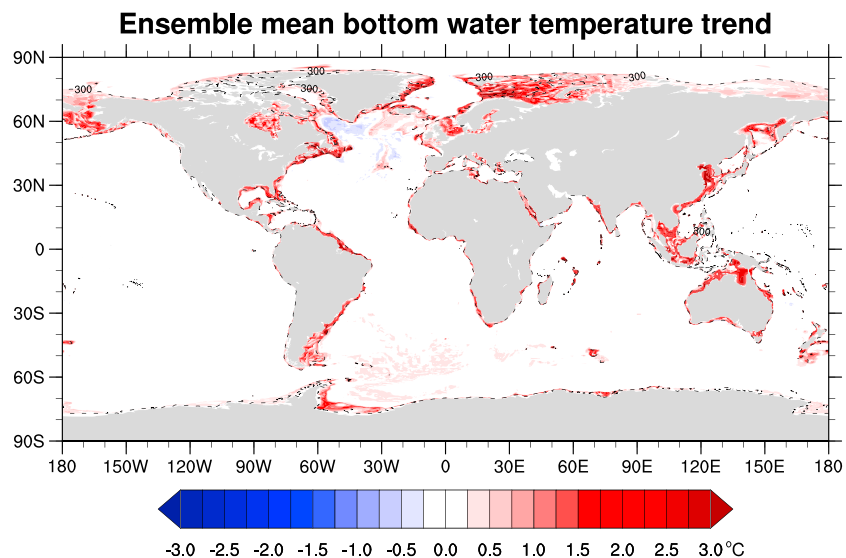 Ensemble mean bottom water temperature trend
90N
300
300
300
300
60N
30N
300
0
30S
60S
90S
180 150W 120W 90W 60W 30W 0 30E 60E 90E 120E 150E 180
-3.0 -2.5 -2.0 -1.5 -1.0 -0.5 0.0 0.5 1.0 1.5 2.0 2.5 3.0 °C